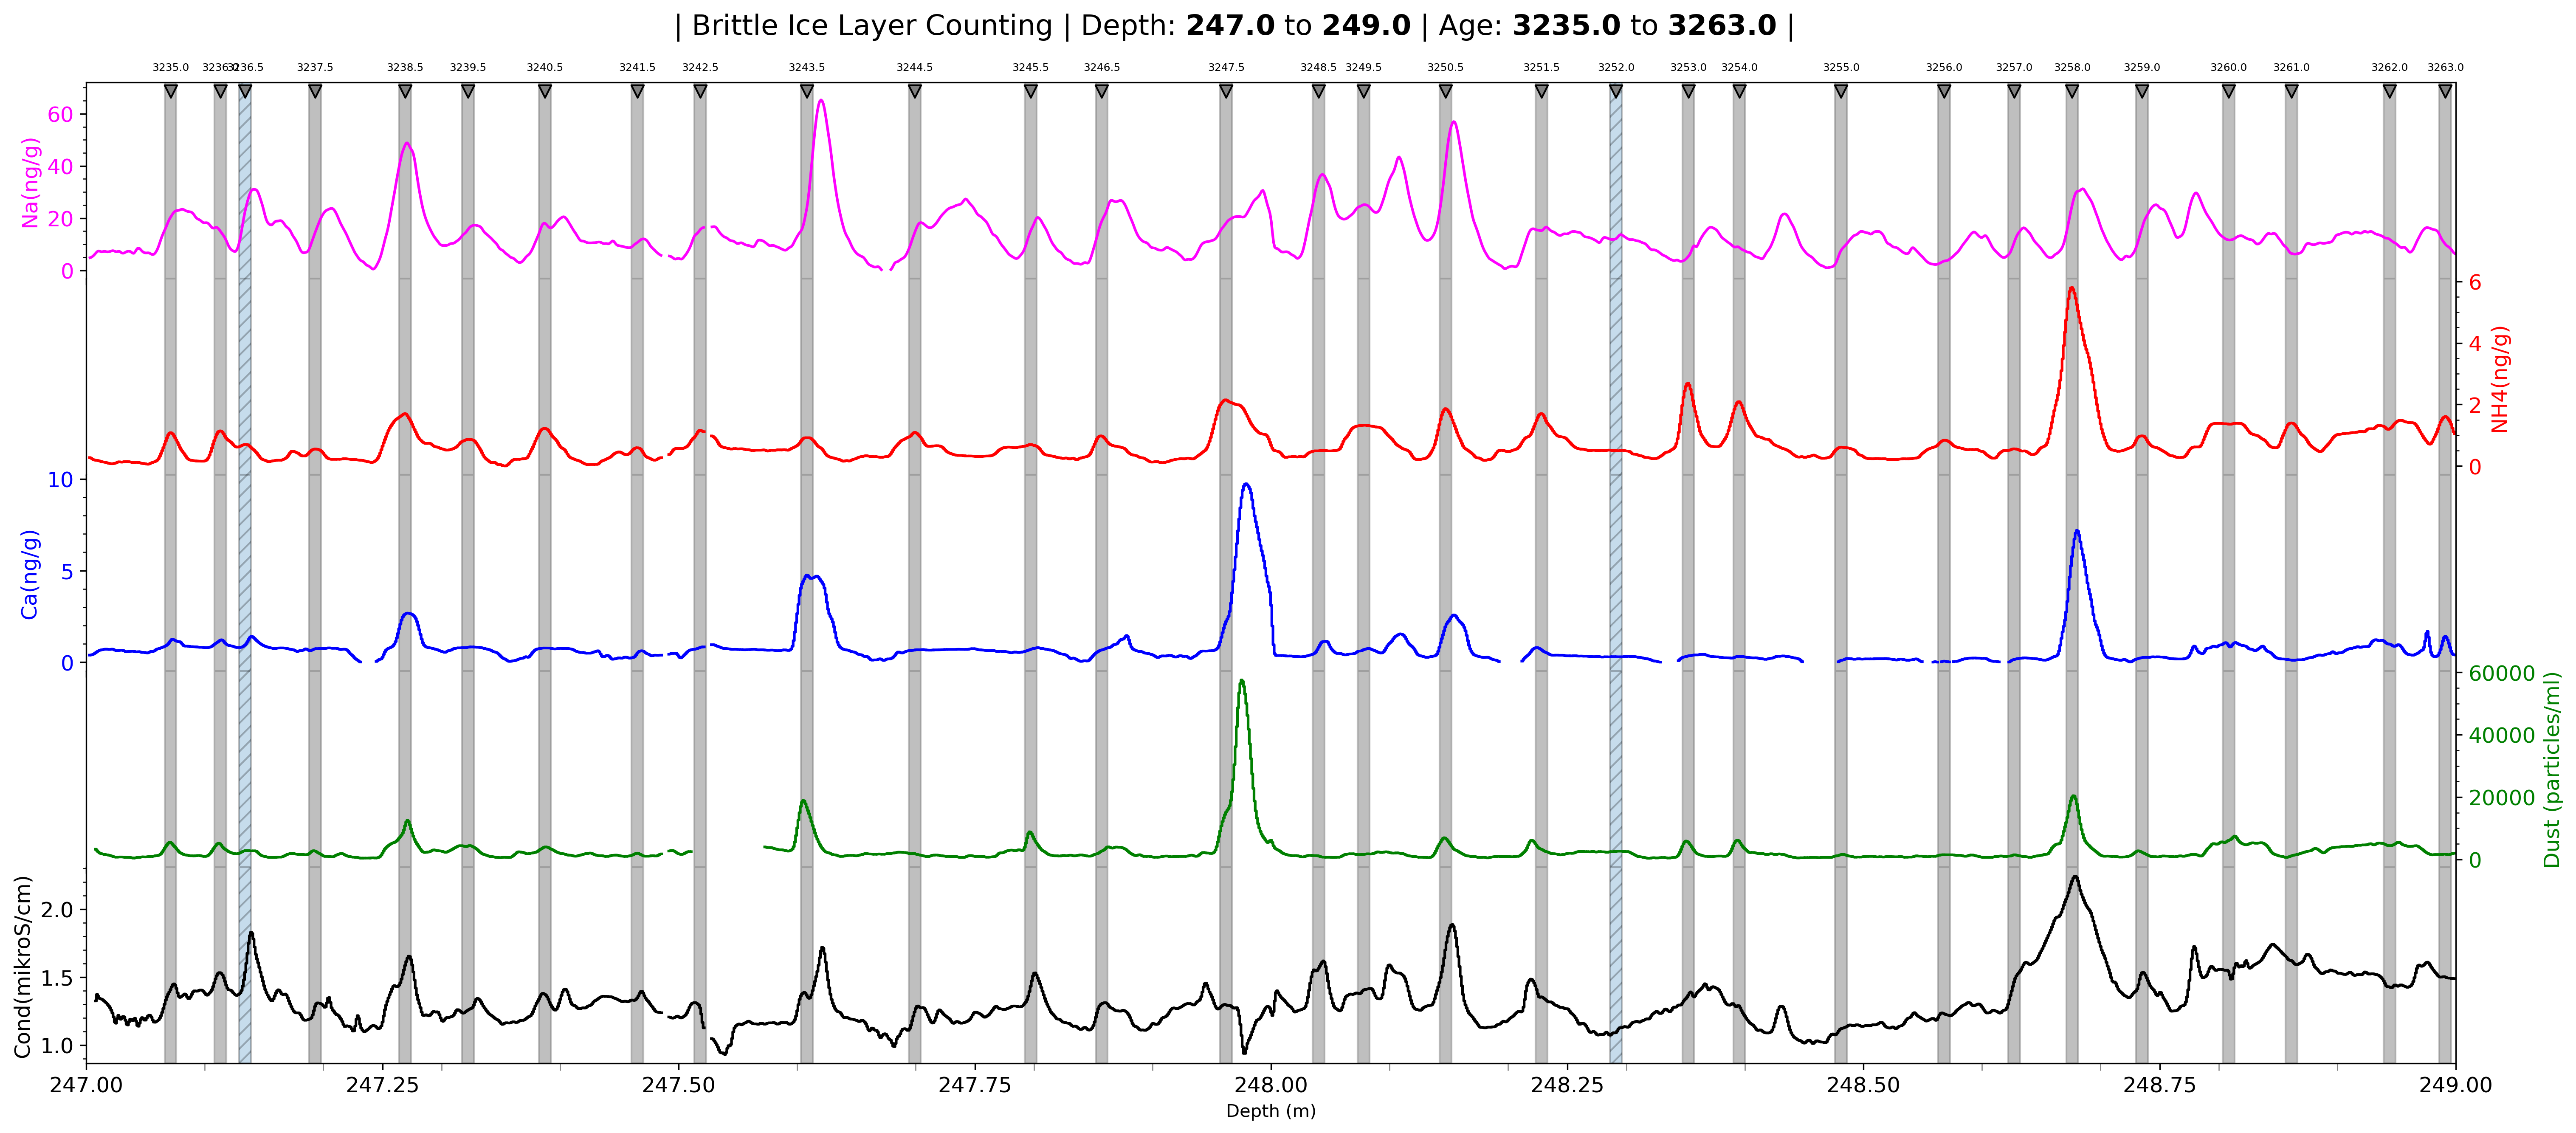 | Brittle Ice Layer Counting | Depth: 247.0 to 249.0 | Age: 3235.0 to 3263.0 |
3235.0 3236.0 3236.5 3237.5 3238.5 3239.5 3240.5 3241.5 3242.5 3243.5 3244.5 3245.5 3246.5 3247.5 3248.5 3249.5 3250.5 3251.5 3252.0 3253.0 3254.0 3255.0 3256.0 3257.0 3258.0 3259.0 3260.0 3261.0 3262.0 3263.0
Na(ng/g)
60
40
20
0
NH4(ng/g)
6
4
2
0
Ca(ng/g)
10
5
0
Dust (particles/ml)
60000
40000
20000
0
Cond(mikroS/cm)
2.0
1.5
1.0
247.00 247.25 247.50 247.75 248.00 248.25 248.50 248.75 249.00
Depth (m)